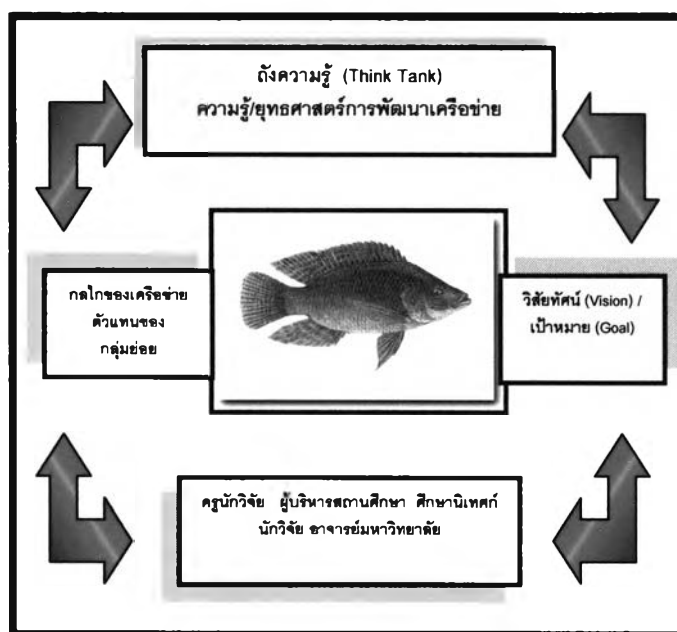 ถังความรู้ (Think Tank)
ความรู้/ยุทธศาสตร์การพัฒนาเครือข่าย
กลไกของเครือข่าย
ตัวแทนของ
กลุ่มย่อย
วิสัยทัศน์ (Vision) /
เป้าหมาย (Goal)
ครูนักวิจัย ผู้บริหารสถานศึกษา ศึกษานิเทศก์
นักวิจัย อาจารย์มหาวิทยาลัย